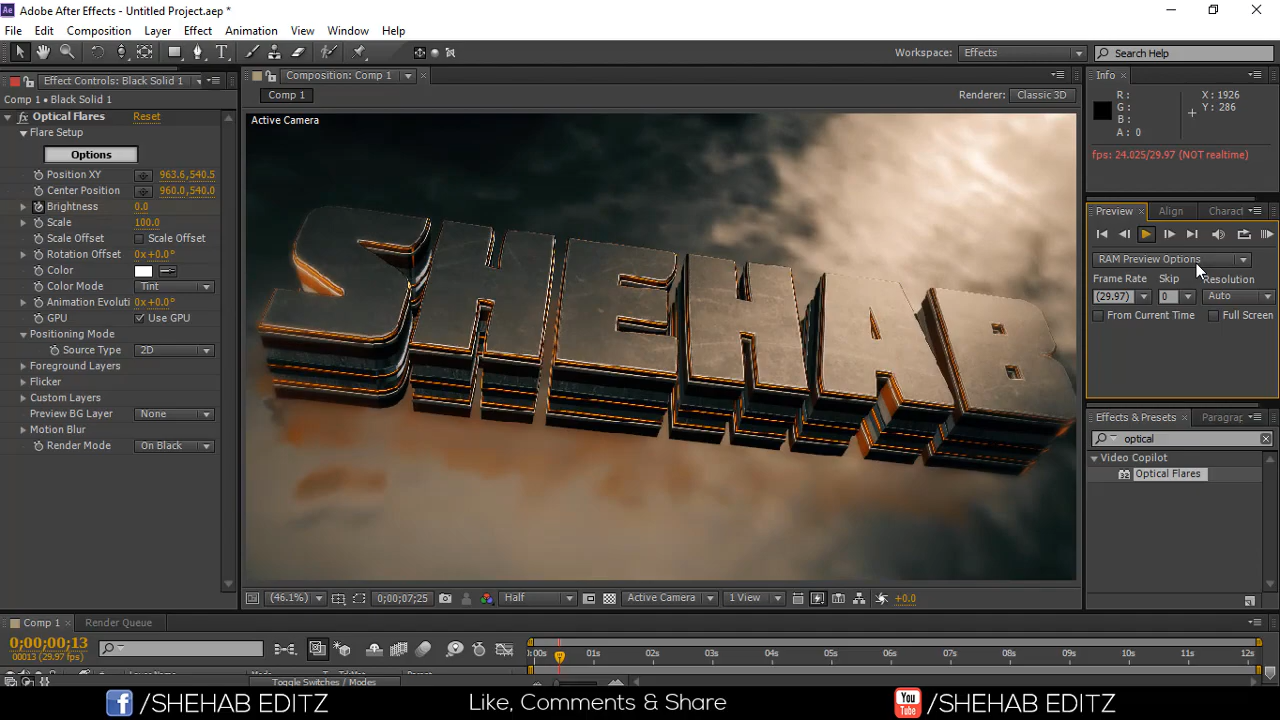 Ae Adobe After Effects - Untitled Project.aep *
File Edit Composition Layer Effect Animation View Window Help
Workspace: Effects Search Help
Effect Controls: Black Solid 1
Comp 1 • Black Solid 1
fx Optical Flares Reset
Flare Setup
Options
Position XY 963.6,540.5
Center Position 960.0,540.0
Brightness 0.0
Scale 100.0
Scale Offset Scale Offset
Rotation Offset 0x+0.0°
Color
Color Mode Tint
Animation Evoluti 0x+0.0°
GPU Use GPU
Positioning Mode
Source Type 2D
Foreground Layers
Flicker
Custom Layers
Preview BG Layer None
Motion Blur
Render Mode On Black
Composition: Comp 1
Comp 1 Renderer: Classic 3D
Active Camera
SHEHAB
(46.1%) 0;00;07;25 Half Active Camera 1 View +0.0
Info
R: X: 1926
G: Y: 286
B:
A: 0
fps: 24.025/29.97 (NOT realtime)
Preview Align Charact
RAM Preview Options
Frame Rate Skip Resolution
(29.97) 0 Auto
From Current Time Full Screen
Effects & Presets Paragrap
optical
Video Copilot
32 Optical Flares
Comp 1 Render Queue
0;00;00;13
00013 (29.97 fps)
:00s 01s 02s 03s 04s 05s 06s 07s 08s 09s 10s 11s 12s
Toggle Switches / Modes
f /SHEHAB EDITZ Like, Comments & Share You Tube /SHEHAB EDITZ